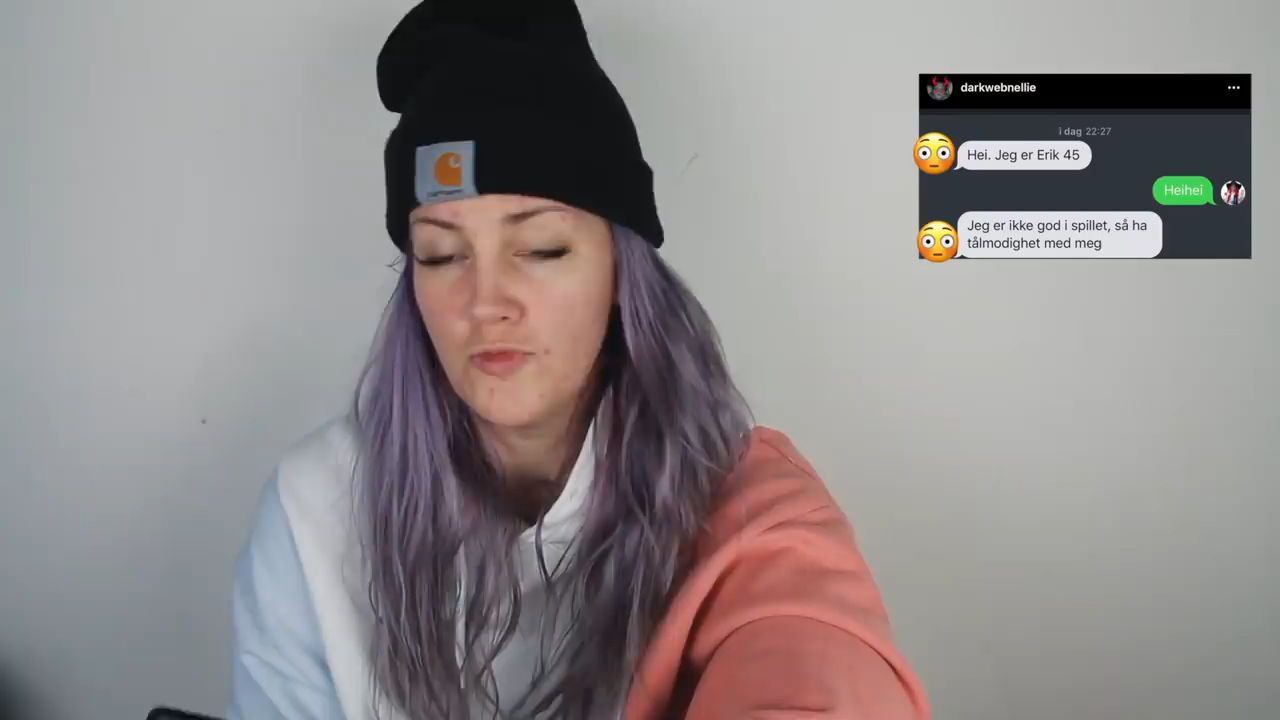 darkwebnellie
i dag 22:27
Hei. Jeg er Erik 45
Heihei
Jeg er ikke god i spillet, så ha
tålmodighet med meg